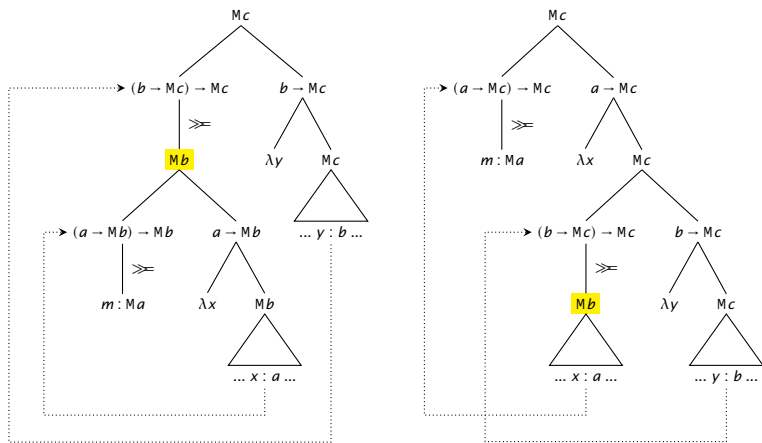 Mc Mc
(b → Mc) → Mc b → Mc (a → Mc) → Mc a → Mc
⫸= ⫸=
Mb λy Mc m : Ma λx Mc
(a → Mb) → Mb a → Mb ... y : b ... (b → Mc) → Mc b → Mc
⫸= ⫸=
m : Ma λx Mb Mb λy Mc
... x : a ... ... x : a ... ... y : b ...